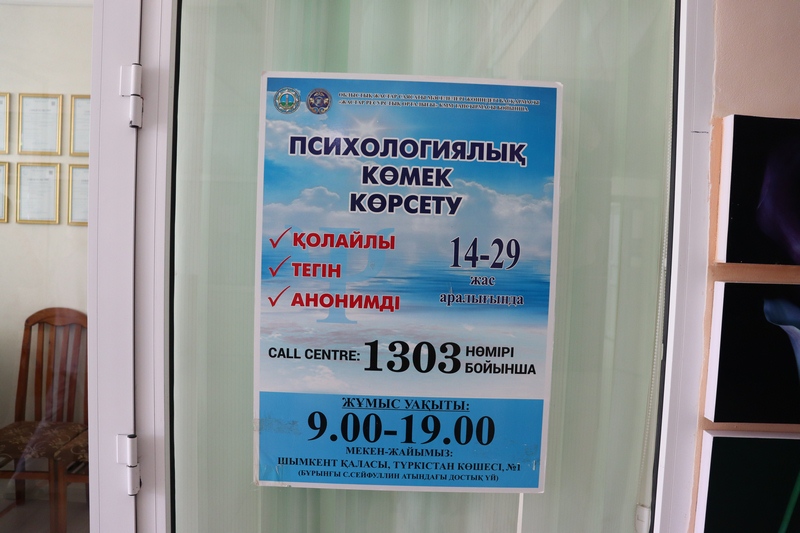 ПСИХОЛОГИЯЛЫҚ
КӨМЕК
КӨРСЕТУ
✓ ҚОЛАЙЛЫ
✓ ТЕГІН
✓ АНОНИМДІ
14-29
жас
аралығында
CALL CENTRE: 1303 НӨМІРІ БОЙЫНША
ЖҰМЫС УАҚЫТЫ:
9.00-19.00
МЕКЕН-ЖАЙЫМЫЗ:
ШЫМКЕНТ ҚАЛАСЫ, ТҮРКІСТАН КӨШЕСІ, №1
(БҰРЫНҒЫ С.СЕЙФУЛЛИН АТЫНДАҒЫ ДОСТЫҚ ҮЙ)